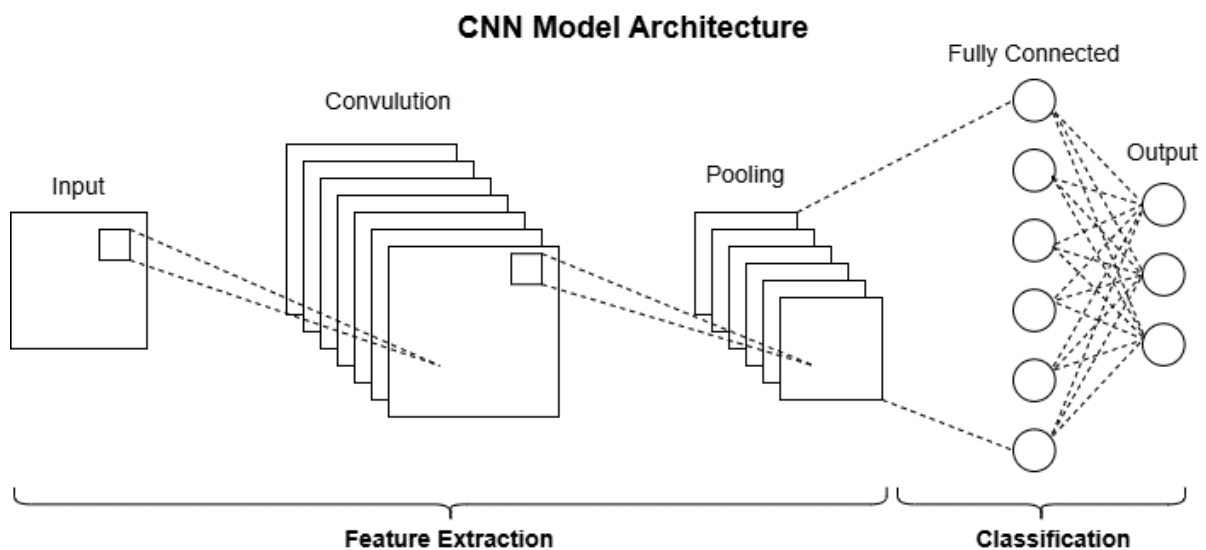 CNN Model Architecture
Fully Connected
Convulution
Output
Pooling
Input
Feature Extraction
Classification